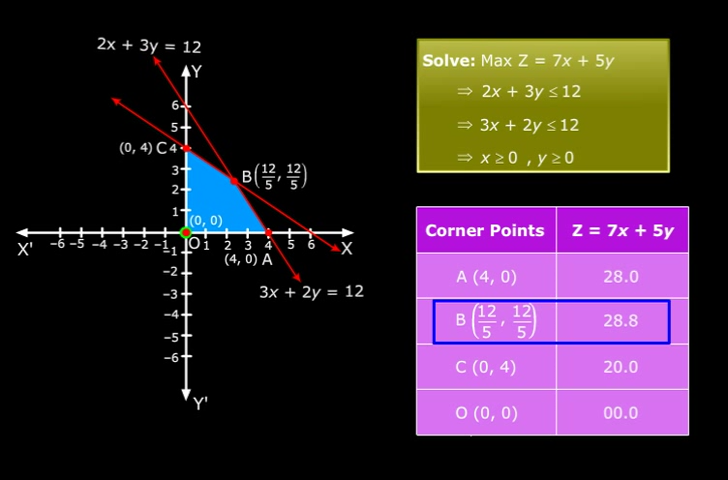 2x + 3y = 12
Y
6
5
(0, 4) C 4
3
2
1
B (12/5, 12/5)
(0, 0)
X' -6 -5 -4 -3 -2 -1 O 1 2 3 4 5 6 X
(4, 0) A
-1
-2
-3
-4
-5
-6
3x + 2y = 12
Y'
Solve: Max Z = 7x + 5y
⇒ 2x + 3y ≤ 12
⇒ 3x + 2y ≤ 12
⇒ x ≥ 0 , y ≥ 0
Corner Points Z = 7x + 5y
A (4, 0) 28.0
B (12/5, 12/5) 28.8
C (0, 4) 20.0
O (0, 0) 00.0